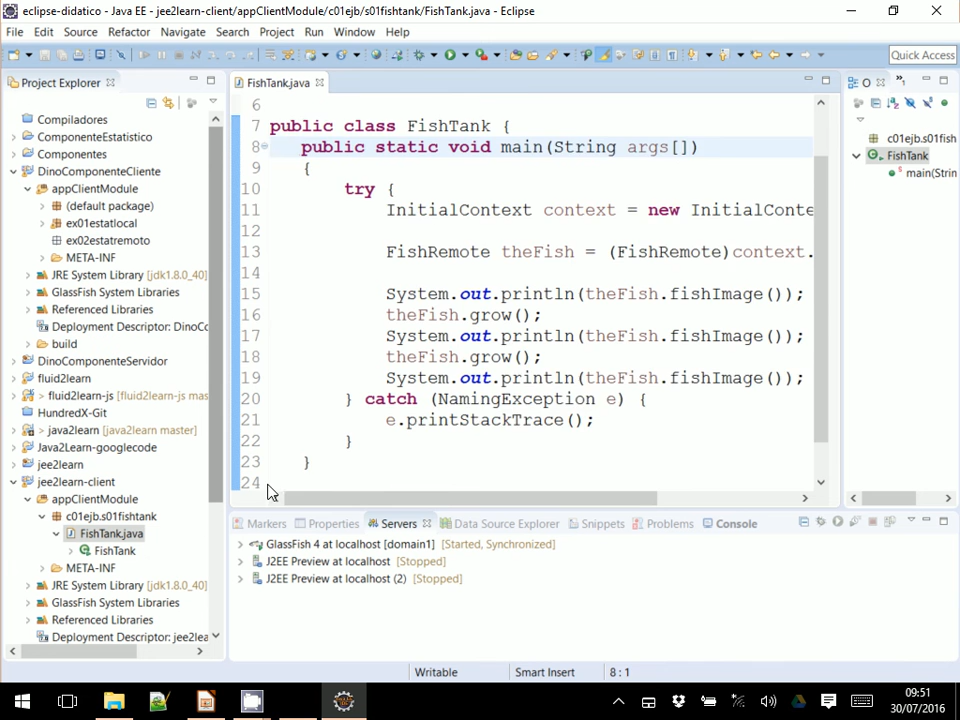 eclipse-didatico - Java EE - jee2learn-client/appClientModule/c01ejb/s01fishtank/FishTank.java - Eclipse
File Edit Source Refactor Navigate Search Project Run Window Help
Quick Access
Project Explorer
Compiladores
ComponenteEstatistico
Componentes
DinoComponenteCliente
appClientModule
(default package)
ex01estatlocal
ex02estatremoto
META-INF
JRE System Library [jdk1.8.0_40]
GlassFish System Libraries
Referenced Libraries
Deployment Descriptor: DinoCo
build
DinoComponenteServidor
fluid2learn
> fluid2learn-js [fluid2learn-js mas
HundredX-Git
> java2learn [java2learn master]
Java2Learn-googlecode
jee2learn
jee2learn-client
appClientModule
c01ejb.s01fishtank
FishTank.java
FishTank
META-INF
JRE System Library [jdk1.8.0_40]
GlassFish System Libraries
Referenced Libraries
Deployment Descriptor: jee2lea
FishTank.java
6
7 public class FishTank {
8 public static void main(String args[])
9 {
10 try {
11 InitialContext context = new InitialConte
12
13 FishRemote theFish = (FishRemote)context.
14
15 System.out.println(theFish.fishImage());
16 theFish.grow();
17 System.out.println(theFish.fishImage());
18 theFish.grow();
19 System.out.println(theFish.fishImage());
20 } catch (NamingException e) {
21 e.printStackTrace();
22 }
23 }
24
O
c01ejb.s01fish
FishTank
main(Strin
Markers Properties Servers Data Source Explorer Snippets Problems Console
GlassFish 4 at localhost [domain1] [Started, Synchronized]
J2EE Preview at localhost [Stopped]
J2EE Preview at localhost (2) [Stopped]
Writable Smart Insert 8 : 1
09:51
30/07/2016